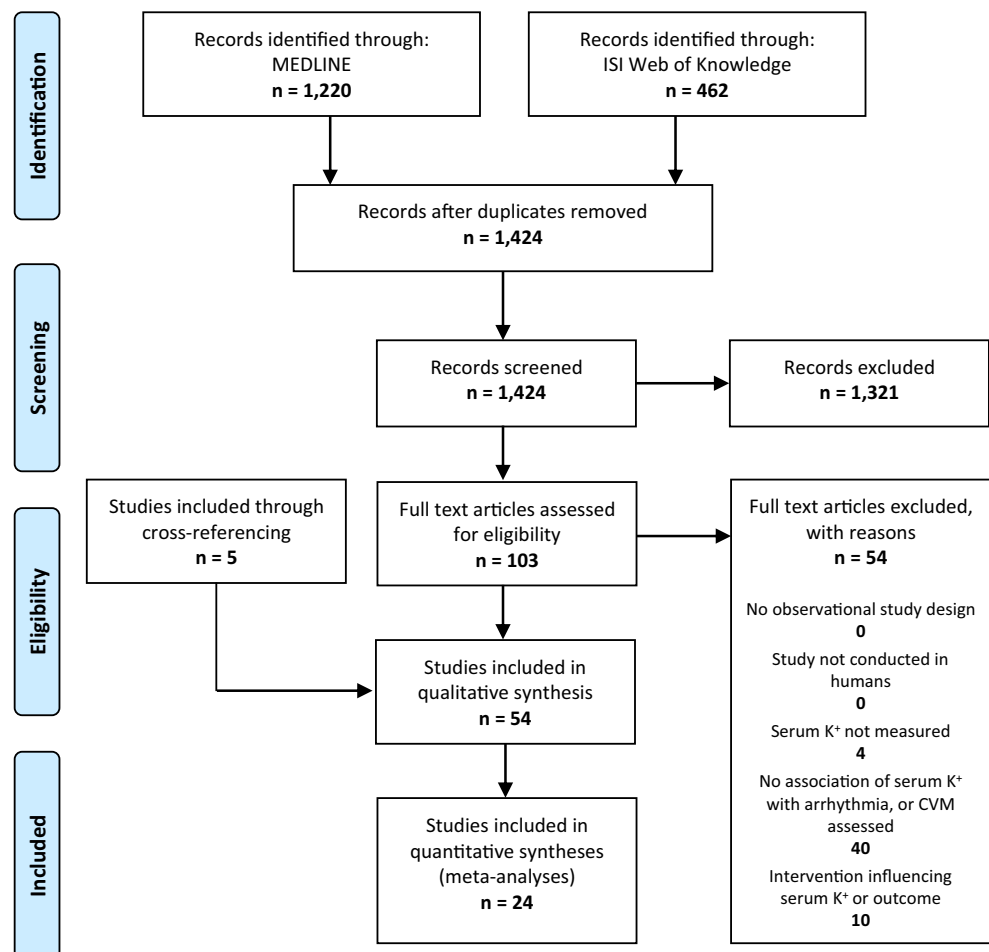 Identification
Records identified through:
MEDLINE
n = 1,220
Records identified through:
ISI Web of Knowledge
n = 462
Records after duplicates removed
n = 1,424
Screening
Records screened
n = 1,424
Records excluded
n = 1,321
Eligibility
Studies included through
cross-referencing
n = 5
Full text articles assessed
for eligibility
n = 103
Full text articles excluded,
with reasons
n = 54
No observational study design
0
Study not conducted in
humans
0
Serum K⁺ not measured
4
No association of serum K⁺
with arrhythmia, or CVM
assessed
40
Intervention influencing
serum K⁺ or outcome
10
Studies included in
qualitative synthesis
n = 54
Included
Studies included in
quantitative syntheses
(meta-analyses)
n = 24